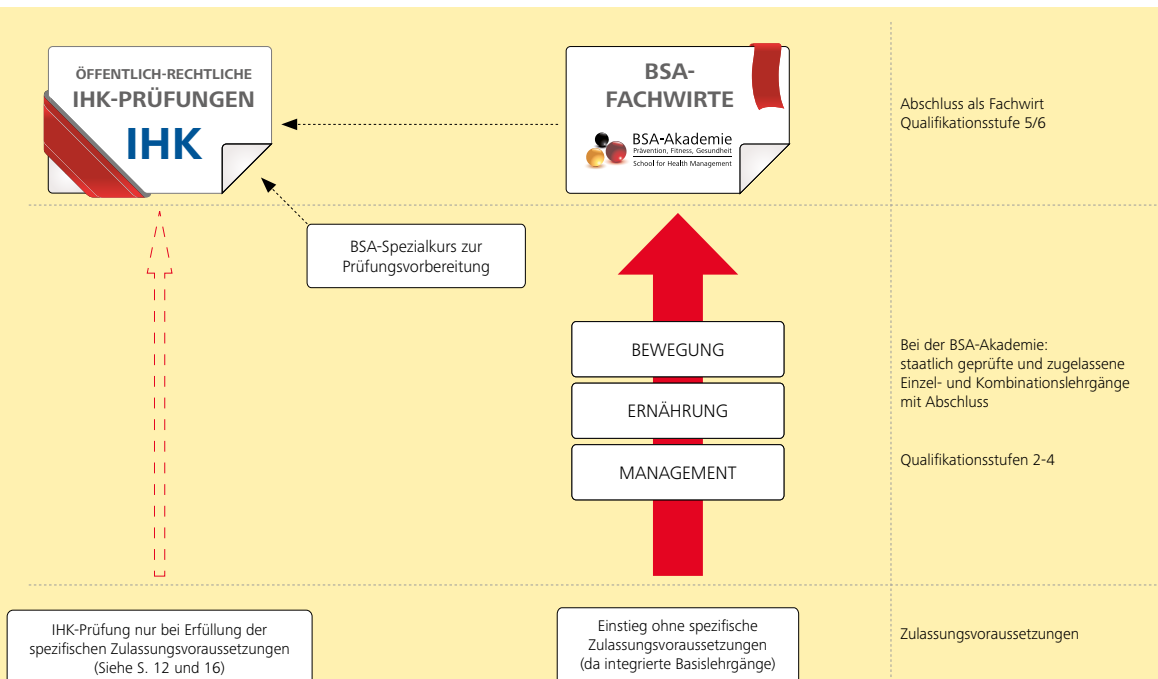 ÖFFENTLICH-RECHTLICHE
IHK-PRÜFUNGEN
IHK
BSA-
FACHWIRTE
BSA-Akademie
Prävention, Fitness, Gesundheit
School for Health Management
Abschluss als Fachwirt
Qualifikationsstufe 5/6
BSA-Spezialkurs zur
Prüfungsvorbereitung
BEWEGUNG
ERNÄHRUNG
MANAGEMENT
Bei der BSA-Akademie:
staatlich geprüfte und zugelassene
Einzel- und Kombinationslehrgänge
mit Abschluss
Qualifikationsstufen 2-4
IHK-Prüfung nur bei Erfüllung der
spezifischen Zulassungsvoraussetzungen
(Siehe S. 12 und 16)
Einstieg ohne spezifische
Zulassungsvoraussetzungen
(da integrierte Basislehrgänge)
Zulassungsvoraussetzungen